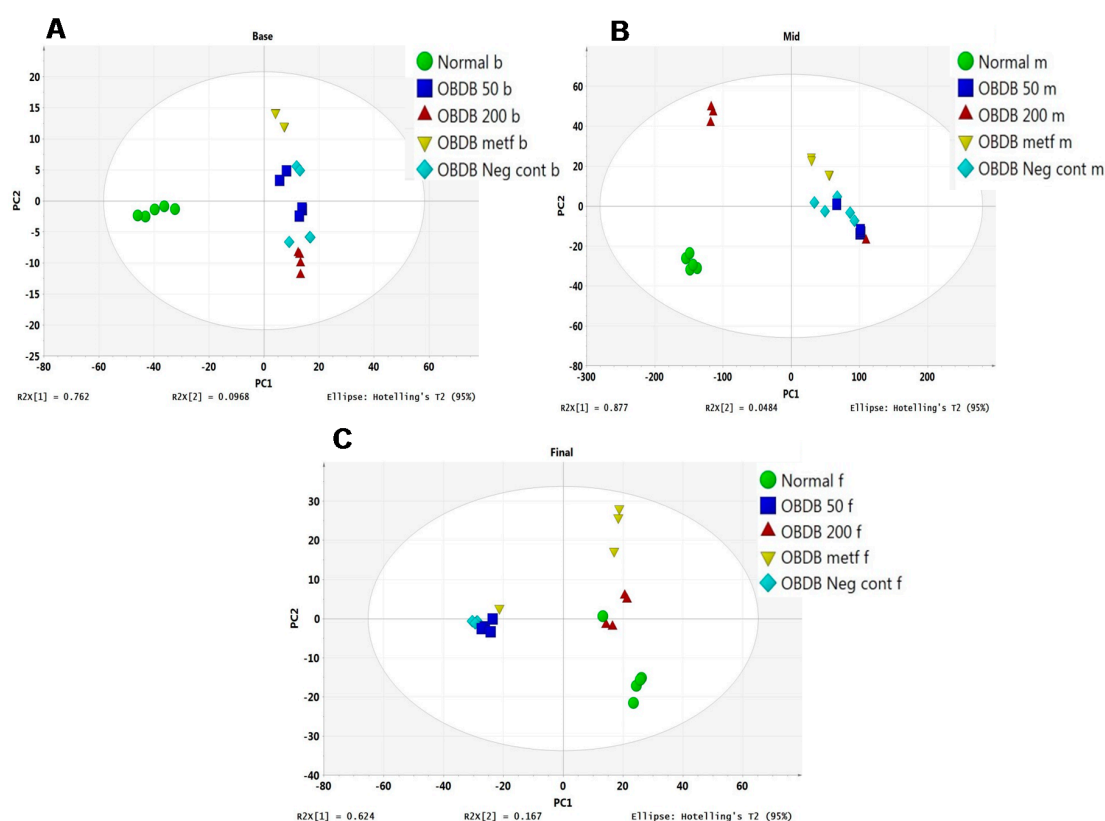 A
Base
Normal b
OBDB 50 b
OBDB 200 b
OBDB metf b
OBDB Neg cont b
PC2
20
15
10
5
0
-5
-10
-15
-20
-25
-80 -60 -40 -20 0 20 40 60
PC1
R2X[1] = 0.762 R2X[2] = 0.0968 Ellipse: Hotelling's T2 (95%)
B
Mid
Normal m
OBDB 50 m
OBDB 200 m
OBDB metf m
OBDB Neg cont m
PC2
60
40
20
0
-20
-40
-60
-80
-300 -200 -100 0 100 200
PC1
R2X[1] = 0.877 R2X[2] = 0.0484 Ellipse: Hotelling's T2 (95%)
C
Final
Normal f
OBDB 50 f
OBDB 200 f
OBDB metf f
OBDB Neg cont f
PC2
30
20
10
0
-10
-20
-30
-40
-80 -60 -40 -20 0 20 40 60
PC1
R2X[1] = 0.624 R2X[2] = 0.167 Ellipse: Hotelling's T2 (95%)